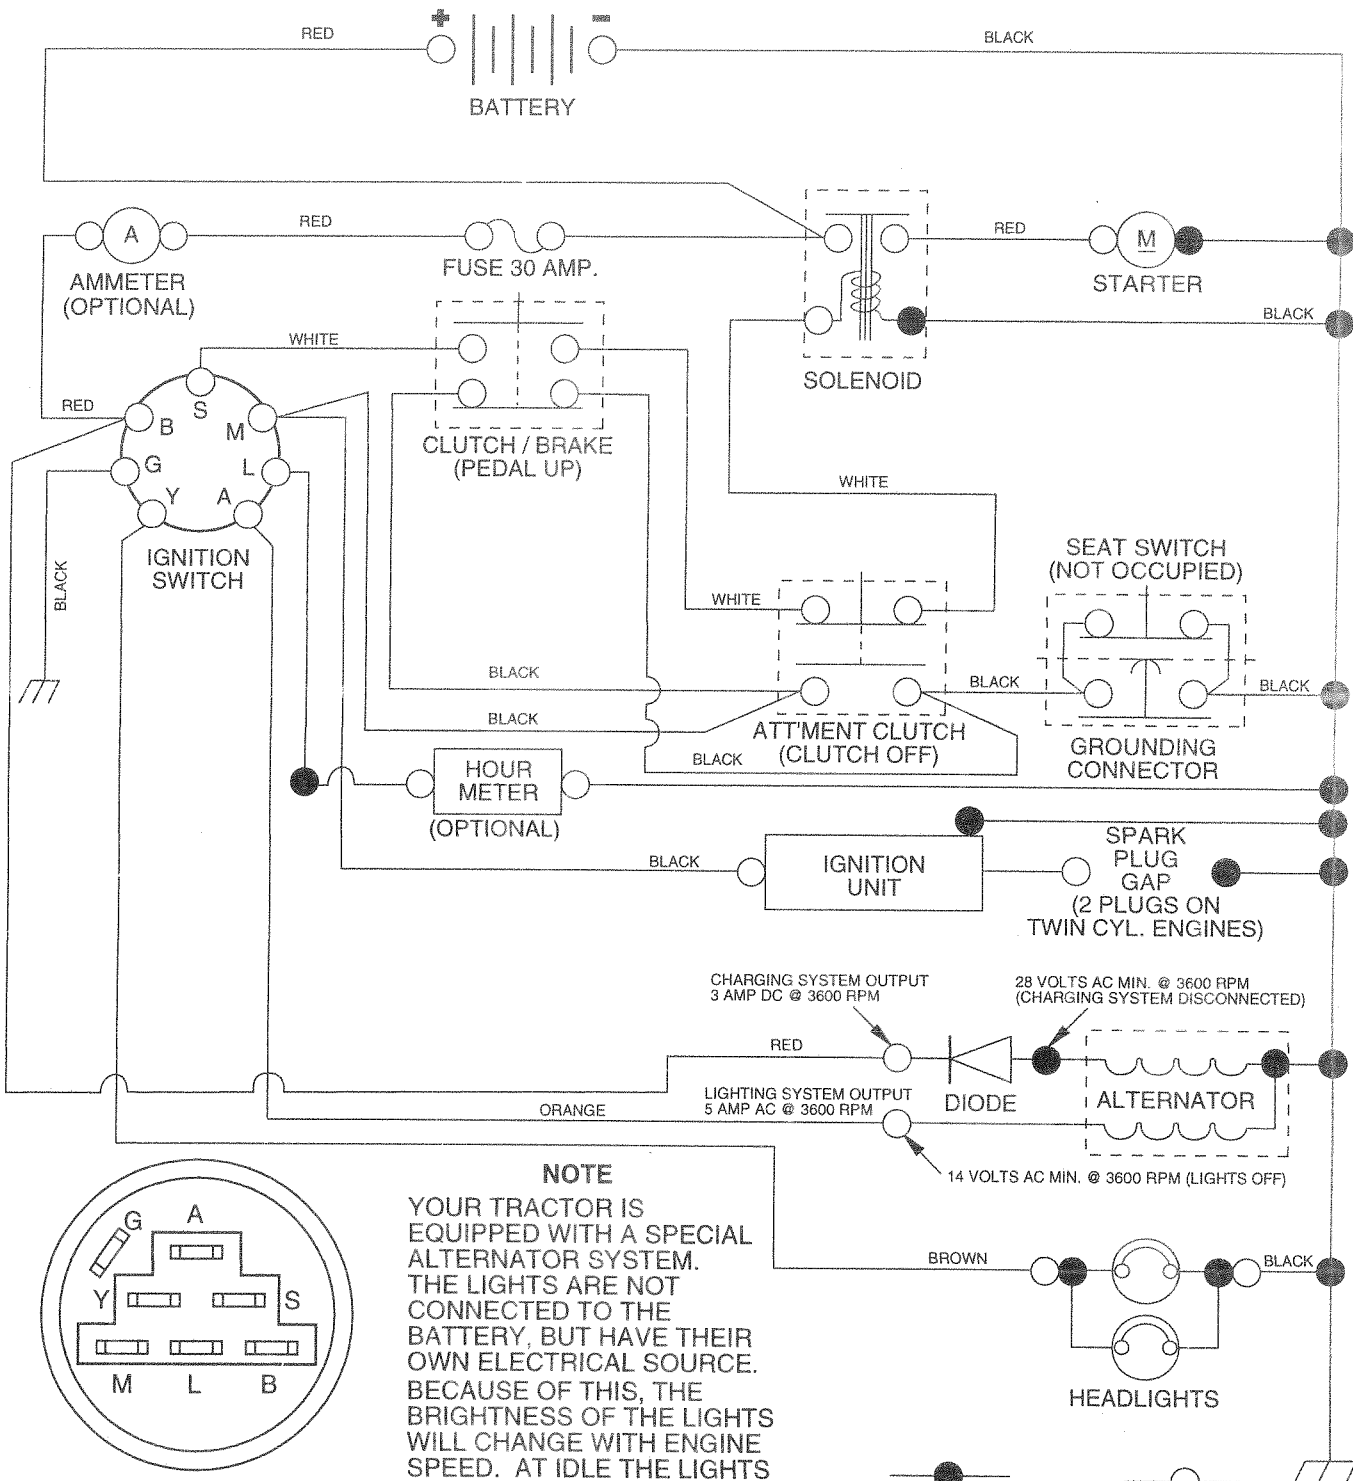 +
-
RED
BLACK
BATTERY
RED
A
AMMETER
(OPTIONAL)
FUSE 30 AMP.
RED
M
STARTER
BLACK
SOLENOID
WHITE
RED
S
B
M
G
L
Y
A
CLUTCH / BRAKE
(PEDAL UP)
IGNITION
SWITCH
BLACK
WHITE
SEAT SWITCH
(NOT OCCUPIED)
WHITE
BLACK
BLACK
BLACK
BLACK
BLACK
ATT'MENT CLUTCH
(CLUTCH OFF)
GROUNDING
CONNECTOR
HOUR
METER
(OPTIONAL)
BLACK
IGNITION
UNIT
SPARK
PLUG
GAP
(2 PLUGS ON
TWIN CYL. ENGINES)
CHARGING SYSTEM OUTPUT
3 AMP DC @ 3600 RPM
28 VOLTS AC MIN. @ 3600 RPM
(CHARGING SYSTEM DISCONNECTED)
RED
DIODE
ALTERNATOR
LIGHTING SYSTEM OUTPUT
5 AMP AC @ 3600 RPM
ORANGE
14 VOLTS AC MIN. @ 3600 RPM (LIGHTS OFF)
G
A
Y
S
M
L
B
NOTE
YOUR TRACTOR IS
EQUIPPED WITH A SPECIAL
ALTERNATOR SYSTEM.
THE LIGHTS ARE NOT
CONNECTED TO THE
BATTERY, BUT HAVE THEIR
OWN ELECTRICAL SOURCE.
BECAUSE OF THIS, THE
BRIGHTNESS OF THE LIGHTS
WILL CHANGE WITH ENGINE
SPEED. AT IDLE THE LIGHTS
BROWN
BLACK
HEADLIGHTS